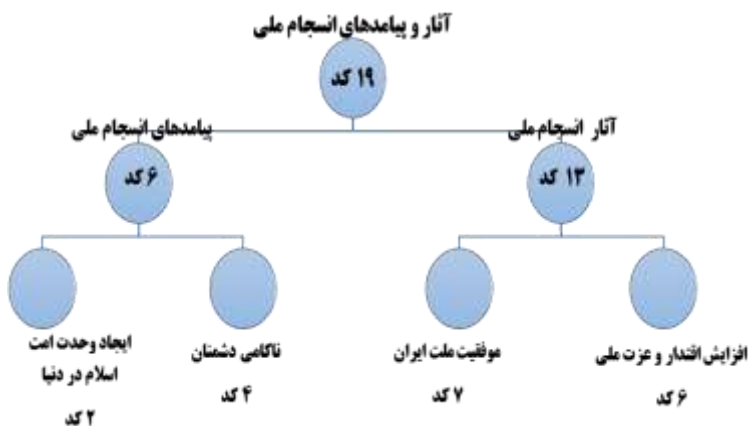 آثار و پیامدهای انسجام ملی
۱۹ کد
آثار انسجام ملی
پیامدهای انسجام ملی
۱۳ کد
۶ کد
افزایش اقتدار و عزت ملی
۶ کد
موفقیت ملت ایران
۷ کد
ناکامی دشمنان
۴ کد
ایجاد وحدت امت
اسلام در دنیا
۲ کد